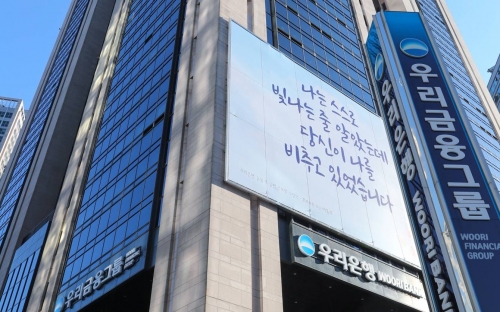 나는 스스로
빛나는 줄 알았는데
당신이 나를
비추고 있었습니다
우리금융그룹
WOORI
FINANCIAL
GROUP
우리은행 WOORI BANK
우리은행 WOORI BANK
우리금융그룹